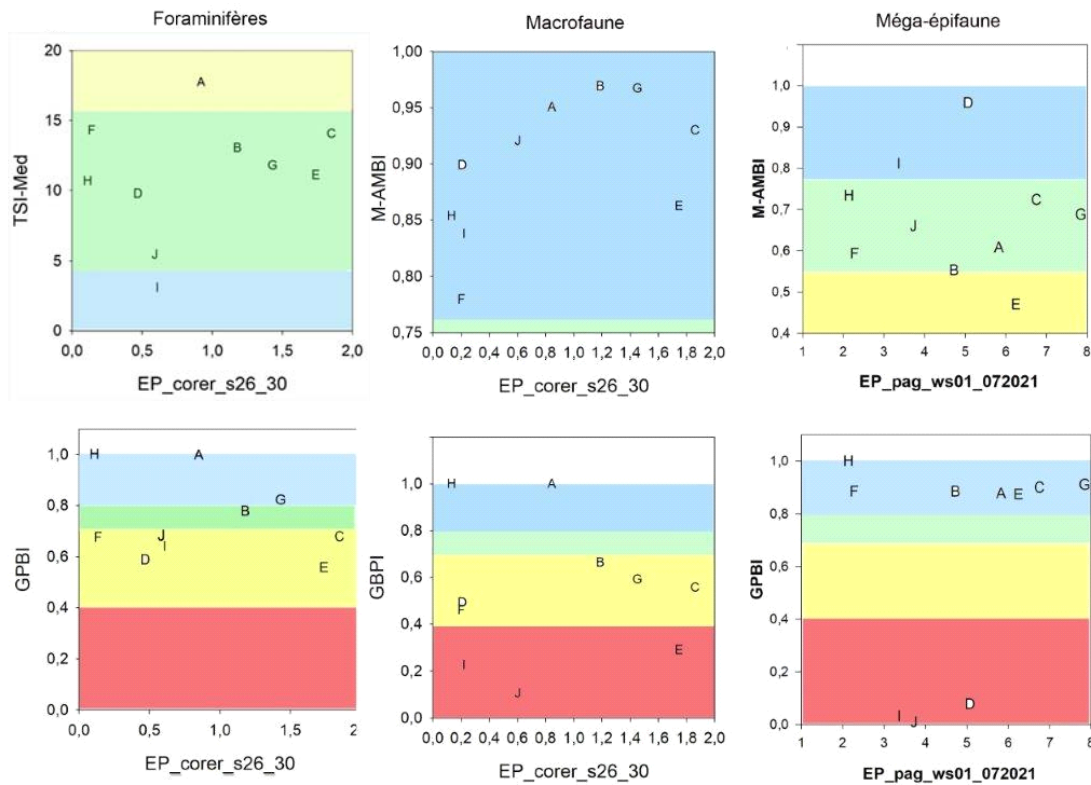 Foraminifères
TSI-Med
20
15
10
5
0
0,0 0,5 1,0 1,5 2,0
A
F
C
B
G
E
H
D
J
I
EP_corer_s26_30
Macrofaune
M-AMBI
1,00
0,95
0,90
0,85
0,80
0,75
0,0 0,2 0,4 0,6 0,8 1,0 1,2 1,4 1,6 1,8 2,0
B
G
A
C
J
D
E
H
I
F
EP_corer_s26_30
Méga-épifaune
M-AMBI
1.0
0,9
0,8
0,7
0,6
0,5
0,4
1 2 3 4 5 6 7 8
D
I
H
C
G
J
A
F
B
E
EP_pag_ws01_072021
GPBI
1,0
0,8
0,6
0,4
0,2
0,0
0,0 0,5 1,0 1,5 2
H
A
G
B
F
J
C
I
D
E
EP_corer_s26_30
GBPI
1,0
0,8
0,6
0,4
0,2
0,0
0,0 0,2 0,4 0,6 0,8 1,0 1,2 1,4 1,6 1,8 2,0
H
A
B
G
C
D
F
E
I
J
EP_corer_s26_30
GPBI
1,0
0,8
0,6
0,4
0,2
0,0
1 2 3 4 5 6 7 8
H
F
B
A
E
C
G
D
I
J
EP_pag_ws01_072021